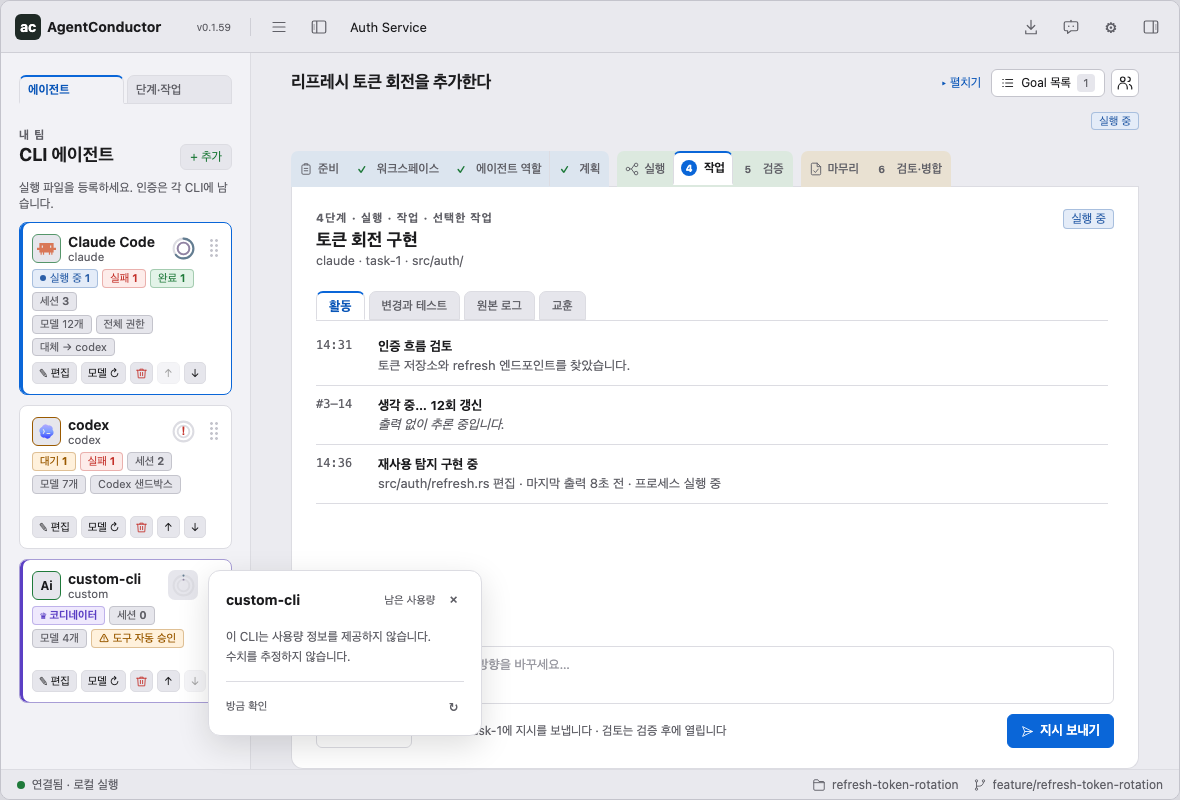 ac AgentConductor v0.1.59 Auth Service
에이전트 단계·작업
내 팀
CLI 에이전트
+ 추가
실행 파일을 등록하세요. 인증은 각 CLI에 남
습니다.
Claude Code
claude
실행 중 1 실패 1 완료 1
세션 3
모델 12개 전체 권한
대체 → codex
✎ 편집 모델 ↻ ↑ ↓
codex
codex
대기 1 실패 1 세션 2
모델 7개 Codex 샌드박스
✎ 편집 모델 ↻ ↑ ↓
Ai custom-cli
custom
♛ 코디네이터 세션 0
모델 4개 ⚠ 도구 자동 승인
✎ 편집 모델 ↻ ↑ ↓
리프레시 토큰 회전을 추가한다
▸ 펼치기 Goal 목록 1
실행 중
준비 ✓ 워크스페이스 ✓ 에이전트 역할 ✓ 계획 실행 4 작업 5 검증 마무리 6 검토·병합
4단계 · 실행 · 작업 · 선택한 작업
실행 중
토큰 회전 구현
claude · task-1 · src/auth/
활동 변경과 테스트 원본 로그 교훈
14:31 인증 흐름 검토
토큰 저장소와 refresh 엔드포인트를 찾았습니다.
#3–14 생각 중… 12회 갱신
출력 없이 추론 중입니다.
14:36 재사용 탐지 구현 중
src/auth/refresh.rs 편집 · 마지막 출력 8초 전 · 프로세스 실행 중
custom-cli 남은 사용량 ×
이 CLI는 사용량 정보를 제공하지 않습니다.
수치를 추정하지 않습니다.
방금 확인 ↻
방향을 바꾸세요…
sk-1에 지시를 보냅니다 · 검토는 검증 후에 열립니다
지시 보내기
연결됨 · 로컬 실행
refresh-token-rotation feature/refresh-token-rotation